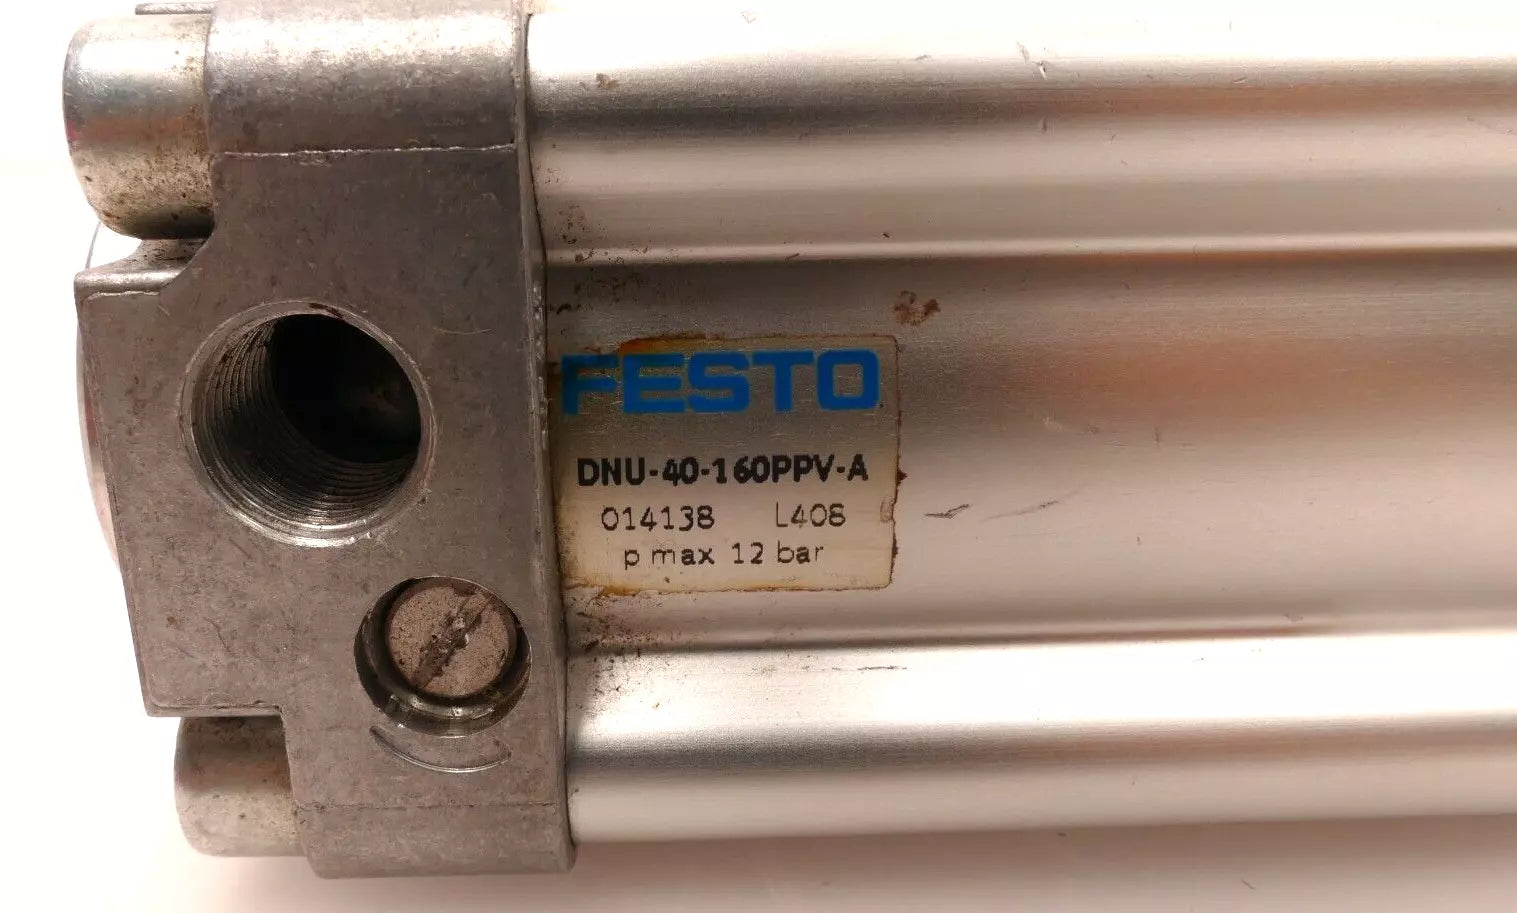 FESTO
DNU-40-160PPV-A
014138 L408
p max 12 bar